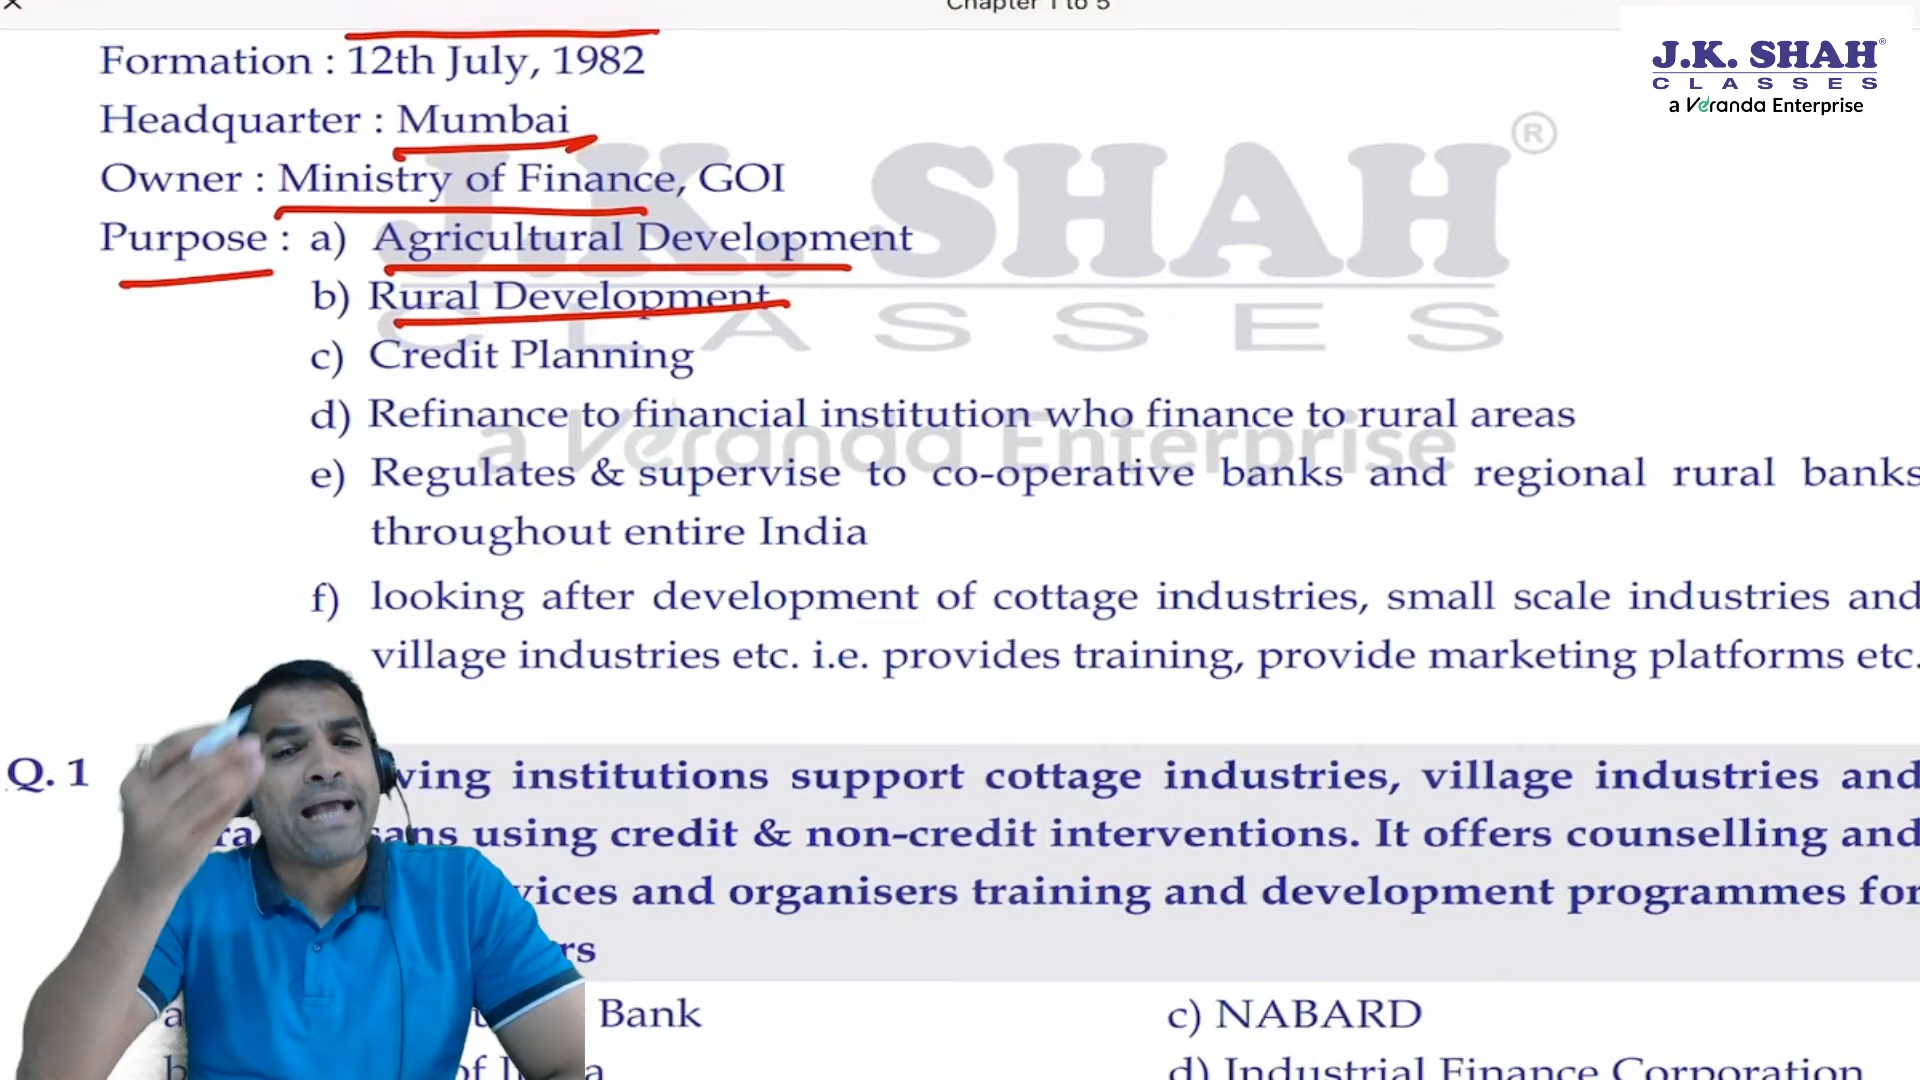 Chapter 1 to 5
J.K. SHAH®
CLASSES
a Veranda Enterprise
Formation : 12th July, 1982
Headquarter : Mumbai
Owner : Ministry of Finance, GOI
Purpose : a) Agricultural Development
b) Rural Development
c) Credit Planning
d) Refinance to financial institution who finance to rural areas
e) Regulates & supervise to co-operative banks and regional rural banks
throughout entire India
f) looking after development of cottage industries, small scale industries and
village industries etc. i.e. provides training, provide marketing platforms etc.
J.K. SHAH®
CLASSES
a Veranda Enterprise
Q. 1 institutions support cottage industries, village industries and
using credit & non-credit interventions. It offers counselling and
and organisers training and development programmes for
Bank
c) NABARD
of
d) Industrial Finance Corporation